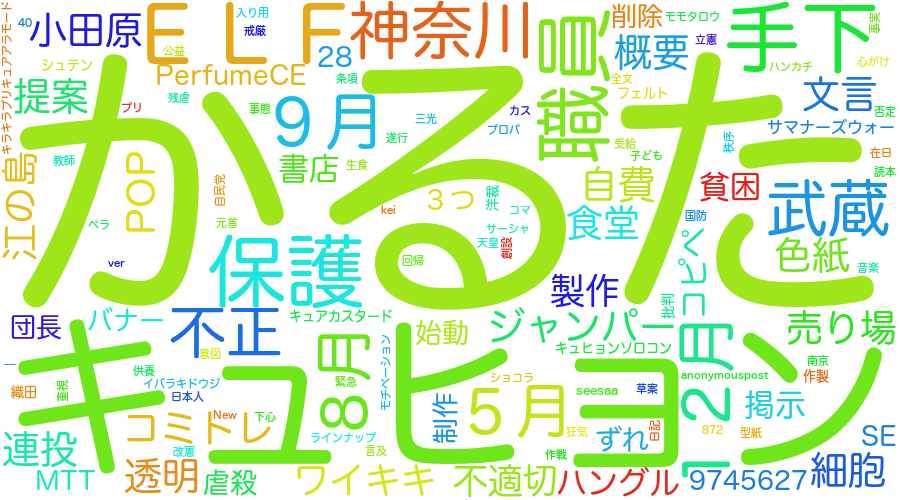 かるた
キュヒョン
ＥＬＦ
神奈川
手下
職員
保護
武蔵
９月
８月
５月
１２月
不正
小田原
入り用
40
戒厳
公益
28
削除
モモタロウ
立憲
概要
ハンカチ
事実
心がけ
キラキラプリキュアアラモード
シュテン
PerfumeCE
条項
全文
フェルト
文言
提案
プリ
残虐
事態
三光
カス
プロパ
遂行
受給
子ども
秩序
サマナーズウォー
否定
在日
読本
教師
書店
生食
江の島
POP
自民党
自費
貧困
ペラ
元首
kei
３つ
洋裁
コマ
サーシャ
天皇
創設
食堂
国防
ver
回帰
コピペ
批判
色紙
音楽
製作
団長
バナー
キュアカスタード
始動
ジャンパー
売り場
キュヒョンソロコン
意図
モチベーション
供養
イバラキドウジ
日本人
緊急
重視
織田
ショコラ
seesaa
草案
anonymouspost
南京
作製
コミトレ
New
下心
ラインナップ
改憲
言及
制作
狂気
ずれ
日記
872
型紙
掲示
SE
連投
MTT
透明
虐殺
ワイキキ
作戦
不適切
ハングル
9745627
細胞